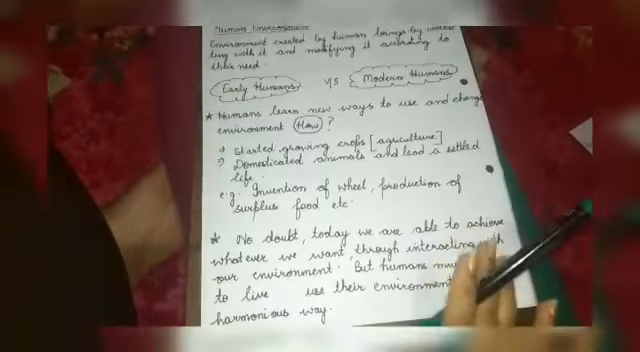 Human Environment
Environment created by human beings by interac
ting with it and modifying it according to
their need.
Early Humans. v/s Modern Humans
* Humans learn new ways to use and change
environment (How)?
→ Started growing crops [agriculture]
→ Domesticated animals and lead a settled
life.
e.g. Invention of wheel, production of
surplus food etc.
* No doubt, today we are able to achieve
whatever we want, through interacting with
our environment. But humans
to live use their environment
harmonious way.